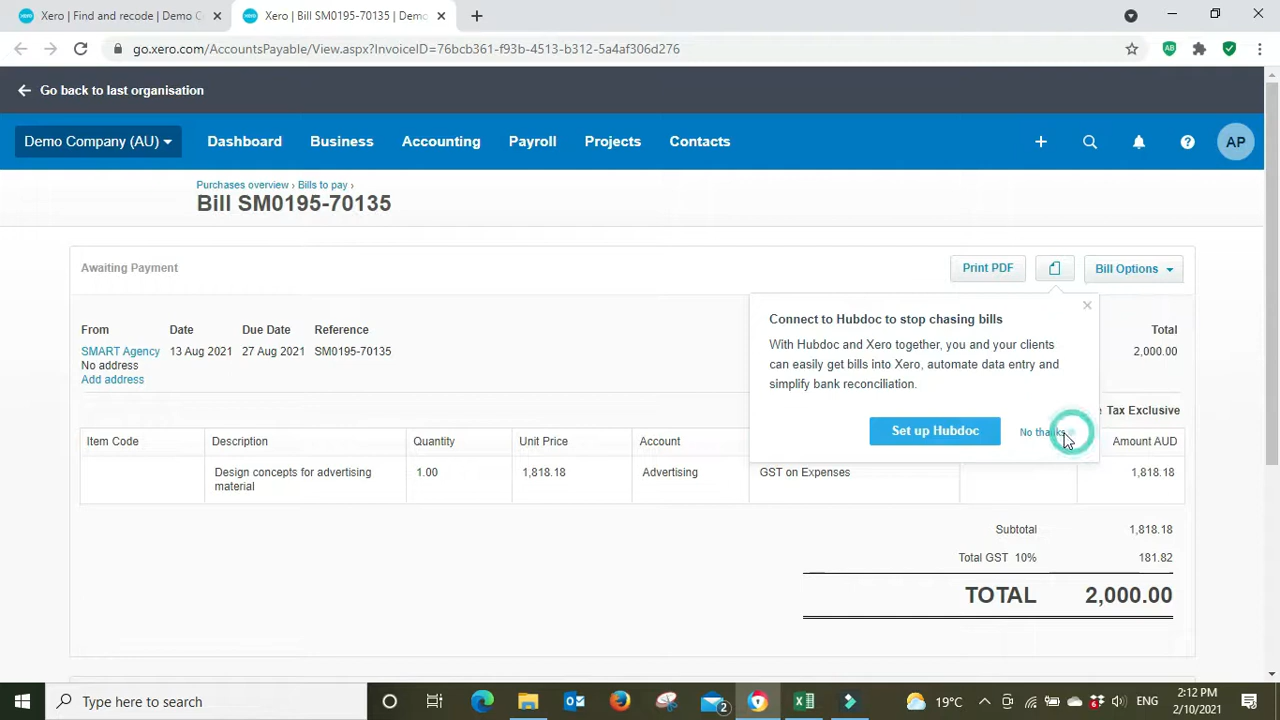 Xero | Find and recode | Demo C
Xero | Bill SM0195-70135 | Demo
go.xero.com/AccountsPayable/View.aspx?InvoiceID=76bcb361-f93b-4513-b312-5a4af306d276
AB
Go back to last organisation
Demo Company (AU)
Dashboard
Business
Accounting
Payroll
Projects
Contacts
AP
Purchases overview › Bills to pay ›
Bill SM0195-70135
Awaiting Payment
Print PDF
Bill Options
From
Date
Due Date
Reference
Total
SMART Agency
13 Aug 2021
27 Aug 2021
SM0195-70135
2,000.00
No address
Add address
Connect to Hubdoc to stop chasing bills
With Hubdoc and Xero together, you and your clients
can easily get bills into Xero, automate data entry and
simplify bank reconciliation.
Set up Hubdoc
No thanks
Tax Exclusive
Item Code
Description
Quantity
Unit Price
Account
Amount AUD
Design concepts for advertising
material
1.00
1,818.18
Advertising
GST on Expenses
1,818.18
Subtotal
1,818.18
Total GST 10%
181.82
TOTAL
2,000.00
Type here to search
2
19°C
ENG
2:12 PM
2/10/2021